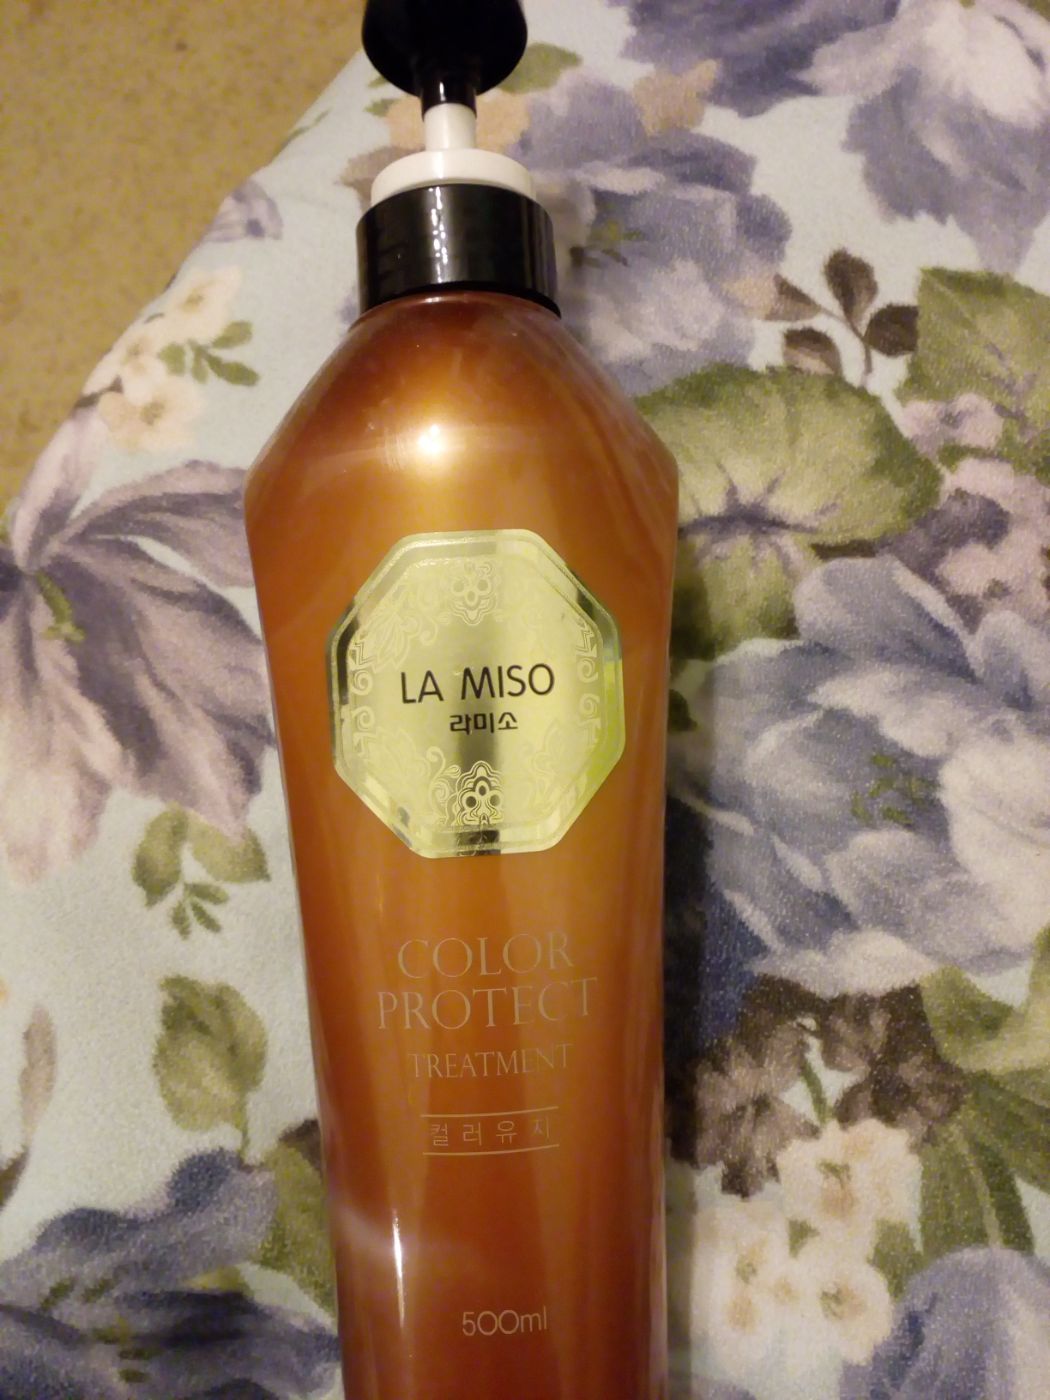 LA MISO
라미소
COLOR
PROTECT
TREATMENT
컬러유지
500ml